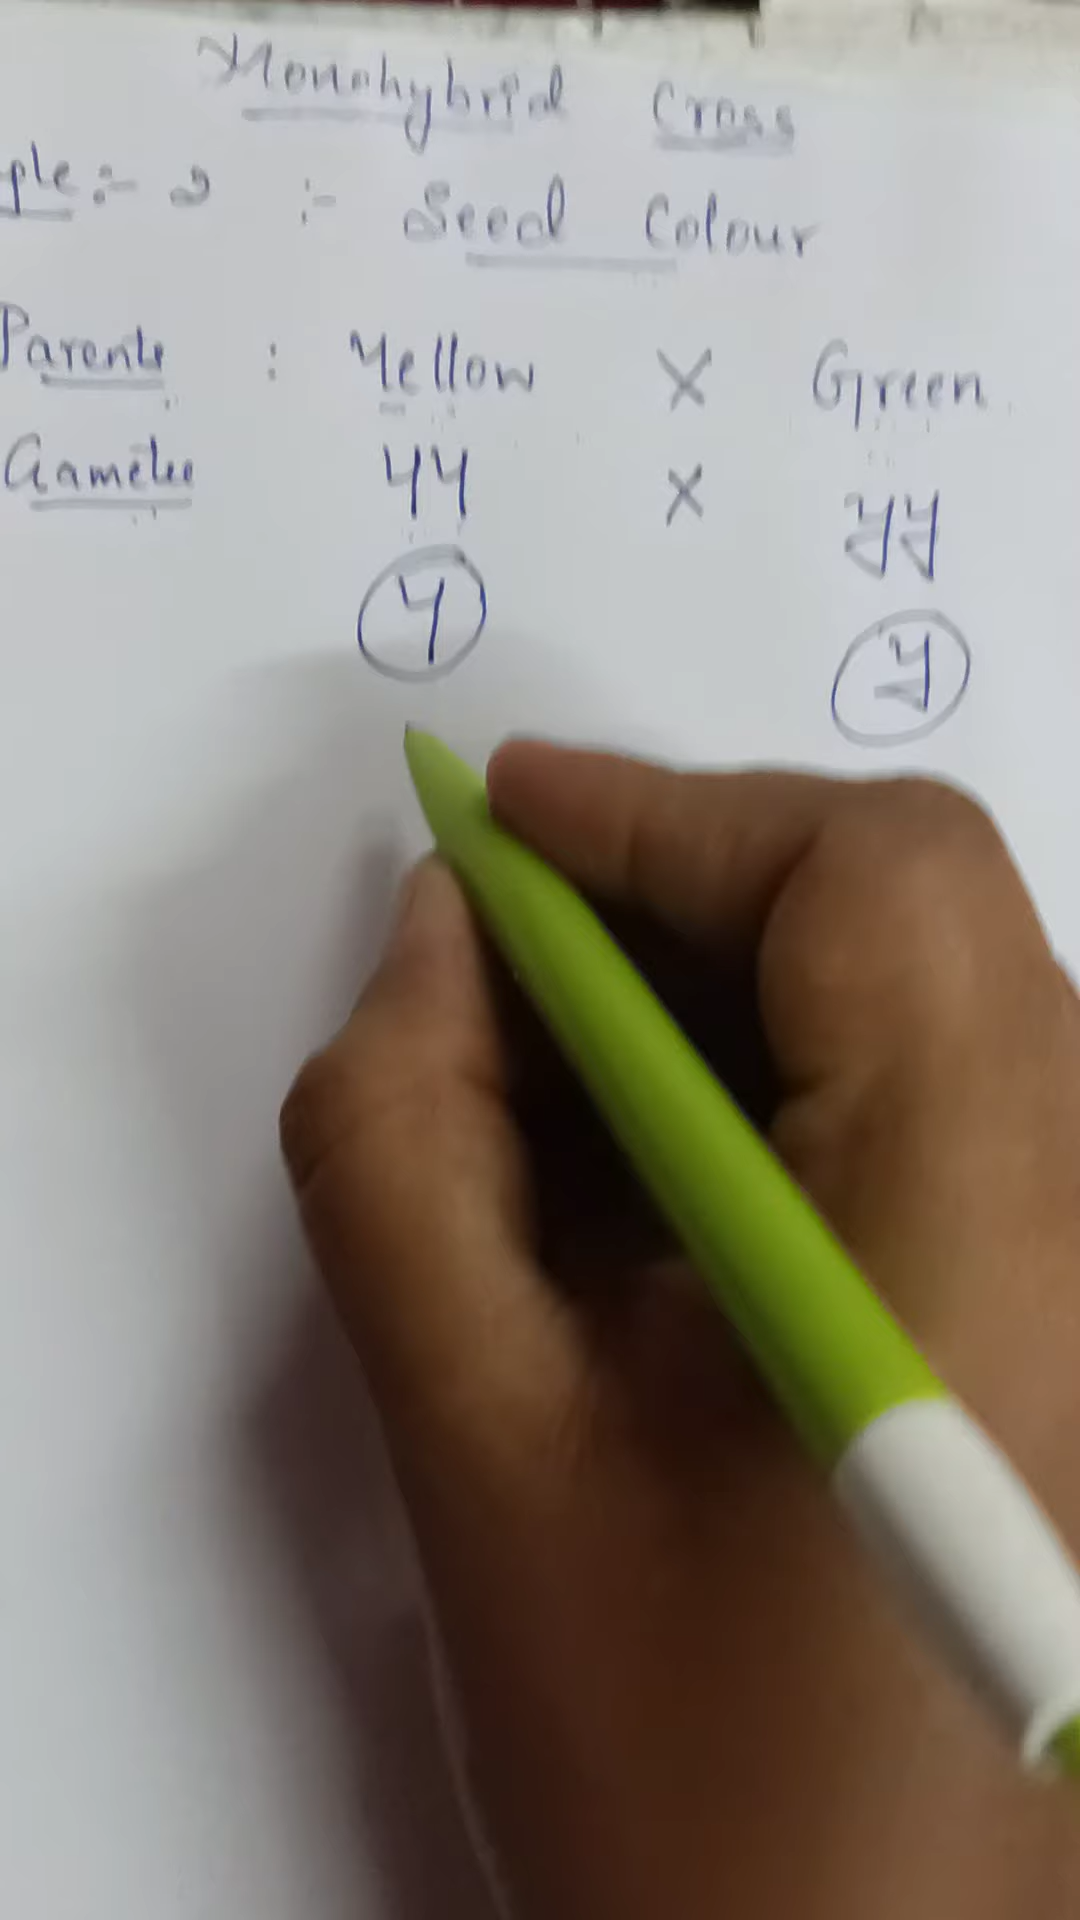 Monohybrid Cross
ple:- 2 :- Seed Colour
Parents : Yellow X Green
Gametes YY X yy
Y y